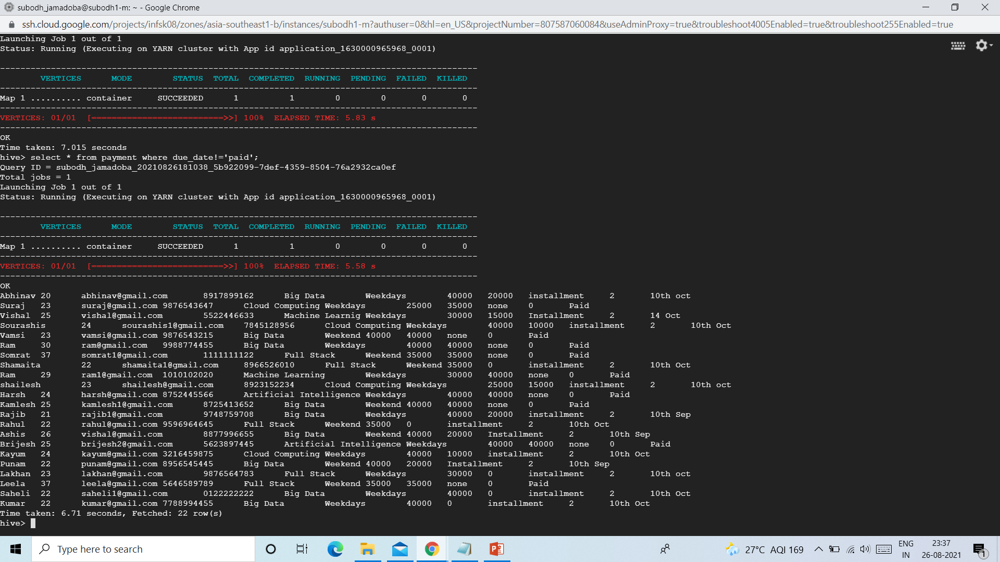 subodh_jamadoba@subodh1-m: ~ - Google Chrome
ssh.cloud.google.com/projects/infsk08/zones/asia-southeast1-b/instances/subodh1-m?authuser=0&hl=en_US&projectNumber=807587060084&useAdminProxy=true&troubleshoot4005Enabled=true&troubleshoot255Enabled=true
Launching Job 1 out of 1
Status: Running (Executing on YARN cluster with App id application_1630000965968_0001)
----------------------------------------------------------------------------------------------
VERTICES MODE STATUS TOTAL COMPLETED RUNNING PENDING FAILED KILLED
----------------------------------------------------------------------------------------------
Map 1 .......... container SUCCEEDED 1 1 0 0 0 0
----------------------------------------------------------------------------------------------
VERTICES: 01/01 [==========================>>] 100% ELAPSED TIME: 5.83 s
----------------------------------------------------------------------------------------------
OK
Time taken: 7.015 seconds
hive> select * from payment where due_date!='paid';
Query ID = subodh_jamadoba_20210826181038_5b922099-7def-4359-8504-76a2932ca0ef
Total jobs = 1
Launching Job 1 out of 1
Status: Running (Executing on YARN cluster with App id application_1630000965968_0001)
----------------------------------------------------------------------------------------------
VERTICES MODE STATUS TOTAL COMPLETED RUNNING PENDING FAILED KILLED
----------------------------------------------------------------------------------------------
Map 1 .......... container SUCCEEDED 1 1 0 0 0 0
----------------------------------------------------------------------------------------------
VERTICES: 01/01 [==========================>>] 100% ELAPSED TIME: 5.58 s
----------------------------------------------------------------------------------------------
OK
Abhinav 20 abhinav@gmail.com 8917899162 Big Data Weekdays 40000 20000 installment 2 10th oct
Suraj 23 suraj@gmail.com 9876543647 Cloud Computing Weekdays 25000 35000 none 0 Paid
Vishal 25 vishal@gmail.com 5522446633 Machine Learnig Weekdays 30000 15000 Installment 2 14 Oct
Sourashis 24 sourashis1@gmail.com 7845128956 Cloud Computing Weekdays 40000 10000 installment 2 10th Oct
Vamsi 23 vamsi@gmail.com 9876543215 Big Data Weekend 40000 40000 none 0 Paid
Ram 30 ram@gmail.com 9988774455 Big Data Weekdays 40000 40000 none 0 Paid
Somrat 37 somrat1@gmail.com 1111111122 Full Stack Weekend 35000 35000 none 0 Paid
Shamaita 22 shamaita1@gmail.com 8966526010 Full Stack Weekend 35000 0 installment 2 10th Oct
Ram 29 ram1@gmail.com 1010102020 Machine Learning Weekdays 30000 40000 none 0 Paid
shailesh 23 shailesh@gmail.com 8923152234 Cloud Computing Weekdays 25000 15000 installment 2 10th oct
Harsh 24 harsh@gmail.com 8752445566 Artificial Intelligence Weekdays 40000 40000 none 0 Paid
Kamlesh 25 kamlesh1@gmail.com 8725413652 Big Data Weekend 40000 40000 none 0 Paid
Rajib 21 rajib1@gmail.com 9748759708 Big Data Weekdays 40000 20000 installment 2 10th Sep
Rahul 22 rahul@gmail.com 9596964645 Full Stack Weekend 35000 0 installment 2 10th Oct
Ashis 26 vishal@gmail.com 8877996655 Big Data Weekend 40000 20000 Installment 2 10th Sep
Brijesh 25 brijesh2@gmail.com 5623897445 Artificial Intelligence Weekdays 40000 40000 none 0 Paid
Kayum 24 kayum@gmail.com 3216459875 Cloud Computing Weekdays 40000 10000 installment 2 10th Oct
Punam 22 punam@gmail.com 8956545445 Big Data Weekend 40000 20000 Installment 2 10th Sep
Lakhan 23 lakhan@gmail.com 9876564783 Full Stack Weekdays 30000 0 installment 2 10th oct
Leela 37 leela@gmail.com 5646589789 Full Stack Weekend 35000 35000 none 0 Paid
Saheli 22 saheli1@gmail.com 0122222222 Big Data Weekdays 40000 0 installment 2 10th Oct
Kumar 22 kumar@gmail.com 7788994455 Big Data Weekdays 40000 0 installment 2 10th Oct
Time taken: 6.71 seconds, Fetched: 22 row(s)
hive>
Type here to search
27°C AQI 169
ENG
IN
23:37
26-08-2021
1